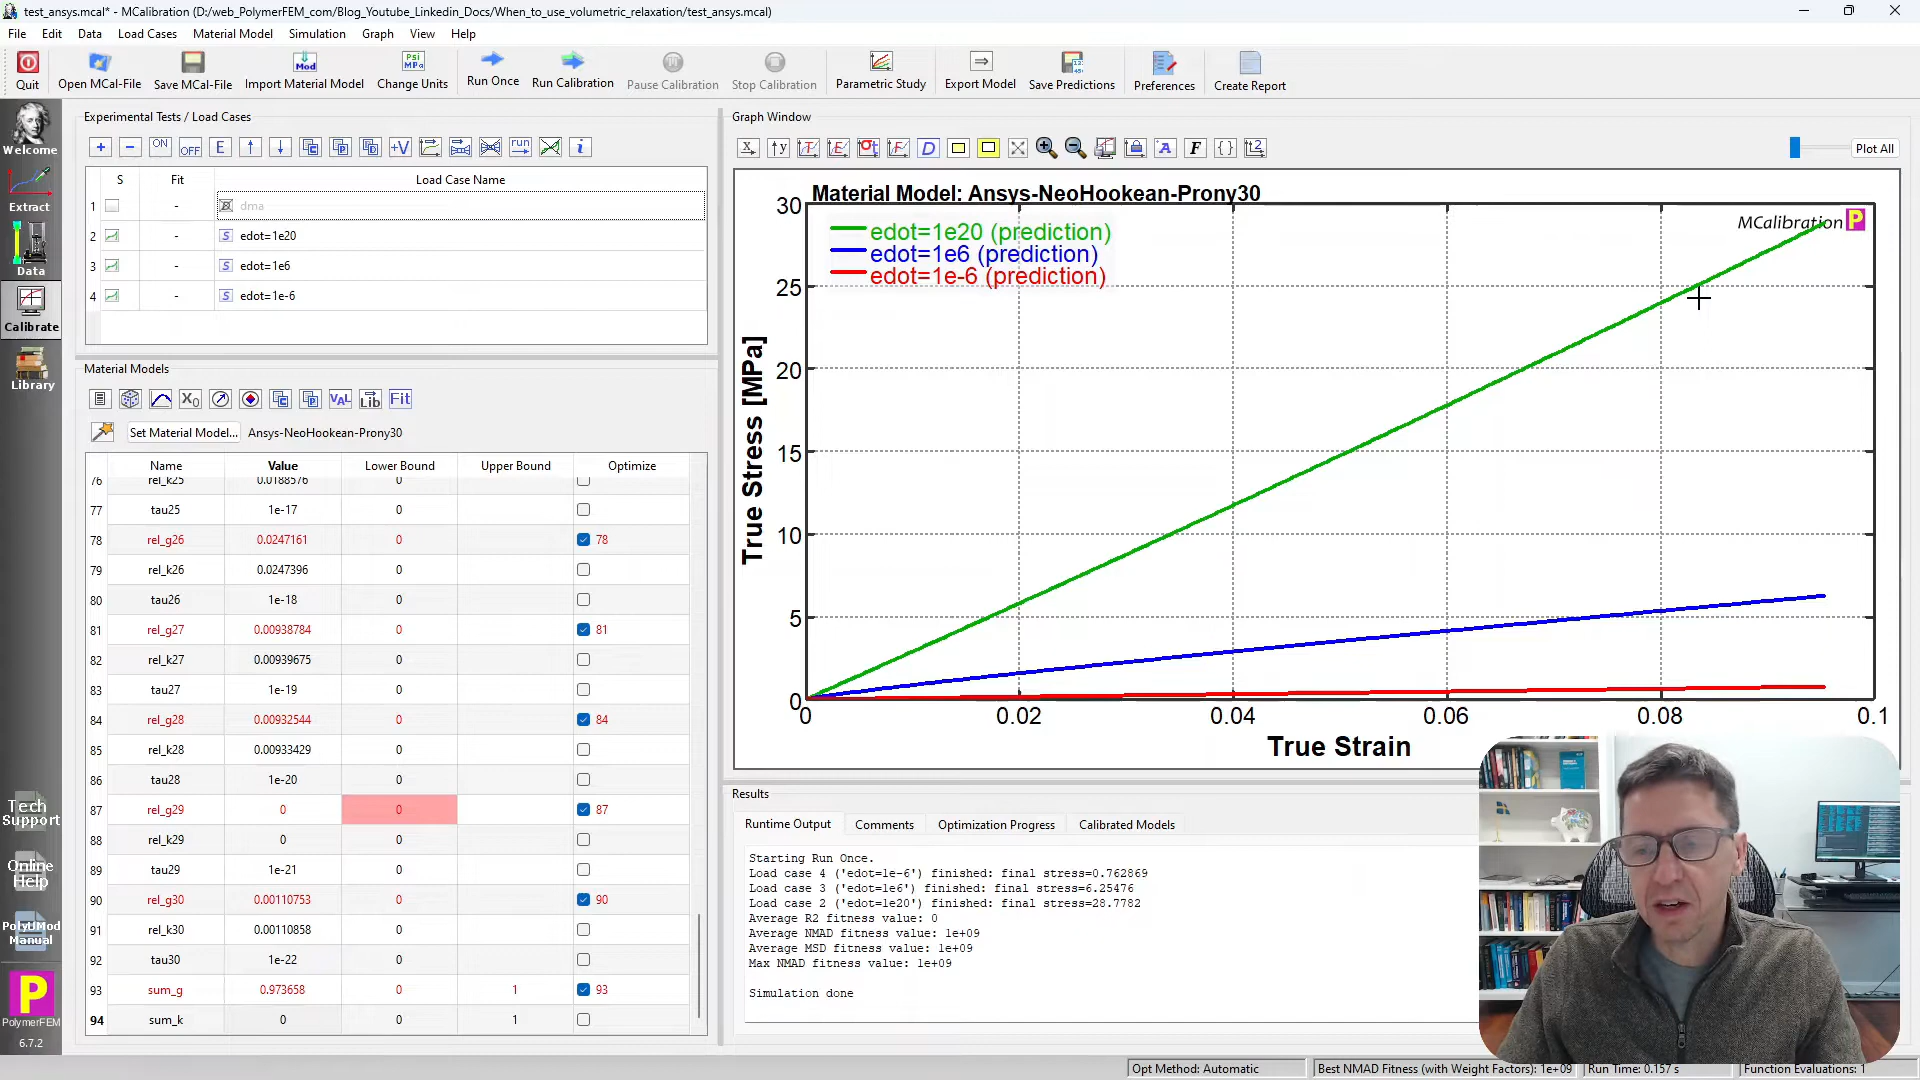 test_ansys.mcal* - MCalibration (D:/web_PolymerFEM_com/Blog_Youtube_Linkedin_Docs/When_to_use_volumetric_relaxation/test_ansys.mcal)
File Edit Data Load Cases Material Model Simulation Graph View Help
Quit Open MCal-File Save MCal-File Import Material Model Change Units Run Once Run Calibration Pause Calibration Stop Calibration Parametric Study Export Model Save Predictions Preferences Create Report
Welcome
Extract
Data
Calibrate
Library
Tech Support
Online Help
PolyUMod Manual
PolymerFEM
6.7.2
Experimental Tests / Load Cases
S Fit Load Case Name
1 - dma
2 - S edot=1e20
3 - S edot=1e6
4 - S edot=1e-6
Material Models
Set Material Model... Ansys-NeoHookean-Prony30
Name Value Lower Bound Upper Bound Optimize
76 rel_k25 0.0188576 0
77 tau25 1e-17 0
78 rel_g26 0.0247161 0 78
79 rel_k26 0.0247396 0
80 tau26 1e-18 0
81 rel_g27 0.00938784 0 81
82 rel_k27 0.00939675 0
83 tau27 1e-19 0
84 rel_g28 0.00932544 0 84
85 rel_k28 0.00933429 0
86 tau28 1e-20 0
87 rel_g29 0 0 87
88 rel_k29 0 0
89 tau29 1e-21 0
90 rel_g30 0.00110753 0 90
91 rel_k30 0.00110858 0
92 tau30 1e-22 0
93 sum_g 0.973658 0 1 93
94 sum_k 0 0 1
Graph Window
Plot All
Material Model: Ansys-NeoHookean-Prony30
MCalibration P
edot=1e20 (prediction)
edot=1e6 (prediction)
edot=1e-6 (prediction)
True Stress [MPa]
30
25
20
15
10
5
0
0 0.02 0.04 0.06 0.08 0.1
True Strain
Results
Runtime Output Comments Optimization Progress Calibrated Models
Starting Run Once.
Load case 4 ('edot=1e-6') finished: final stress=0.762869
Load case 3 ('edot=1e6') finished: final stress=6.25476
Load case 2 ('edot=1e20') finished: final stress=28.7782
Average R2 fitness value: 0
Average NMAD fitness value: 1e+09
Average MSD fitness value: 1e+09
Max NMAD fitness value: 1e+09
Simulation done
Opt Method: Automatic Best NMAD Fitness (with Weight Factors): 1e+09 Run Time: 0.157 s Function Evaluations: 1